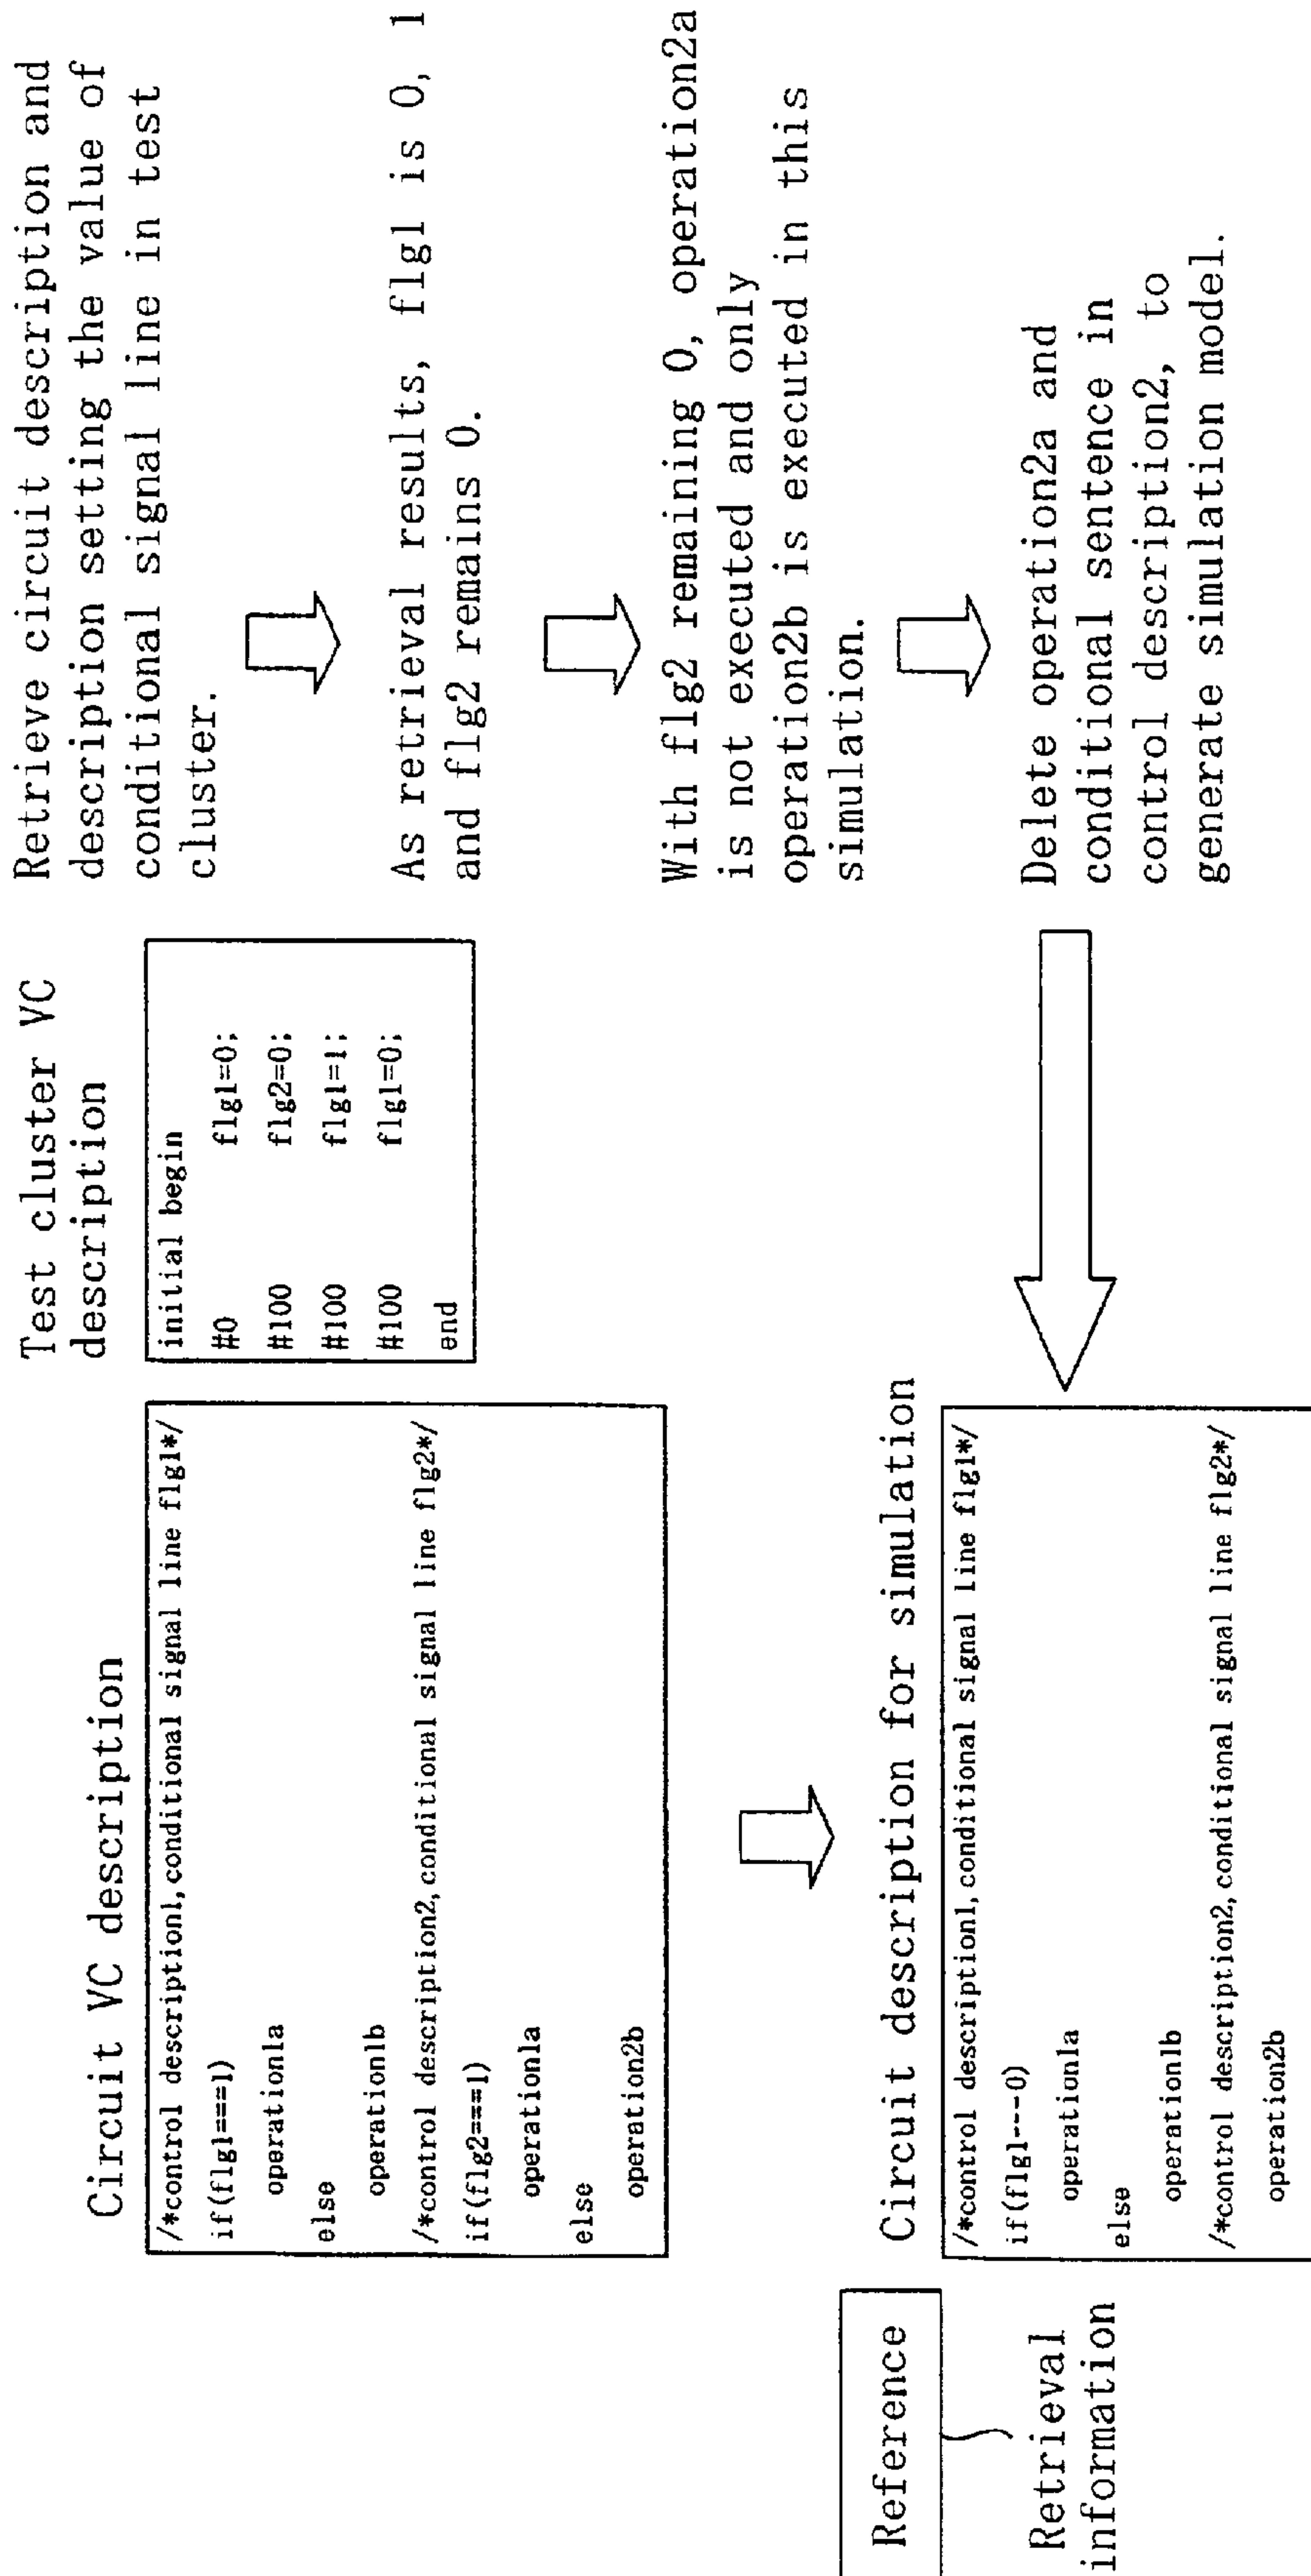 Circuit VC description
/*control description1,conditional signal line flg1*/
if(flg1===1)
operation1a
else
operation1b
/*control description2,conditional signal line flg2*/
if(flg2===1)
operation1a
else
operation2b
Test cluster VC
description
initial begin
#0 flg1=0;
#100 flg2=0;
#100 flg1=1;
#100 flg1=0;
end
Retrieve circuit description and
description setting the value of
conditional signal line in test
cluster.
As retrieval results, flg1 is 0, 1
and flg2 remains 0.
With flg2 remaining 0, operation2a
is not executed and only
operation2b is executed in this
simulation.
Delete operation2a and
conditional sentence in
control description2, to
generate simulation model.
Circuit description for simulation
/*control description1,conditional signal line flg1*/
if(flg1---0)
operation1a
else
operation1b
/*control description2,conditional signal line flg2*/
operation2b
Reference
Retrieval
information